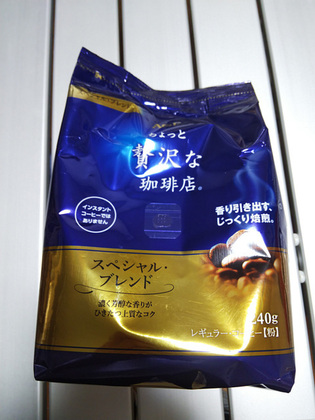 ちょっと
贅沢な
珈琲店®
インスタント
コーヒーでは
ありません
香り引き出す、
じっくり焙煎。
スペシャル・
ブレンド
濃く芳醇な香りが
ひきたつ上質なコク
240g
レギュラーコーヒー【粉】